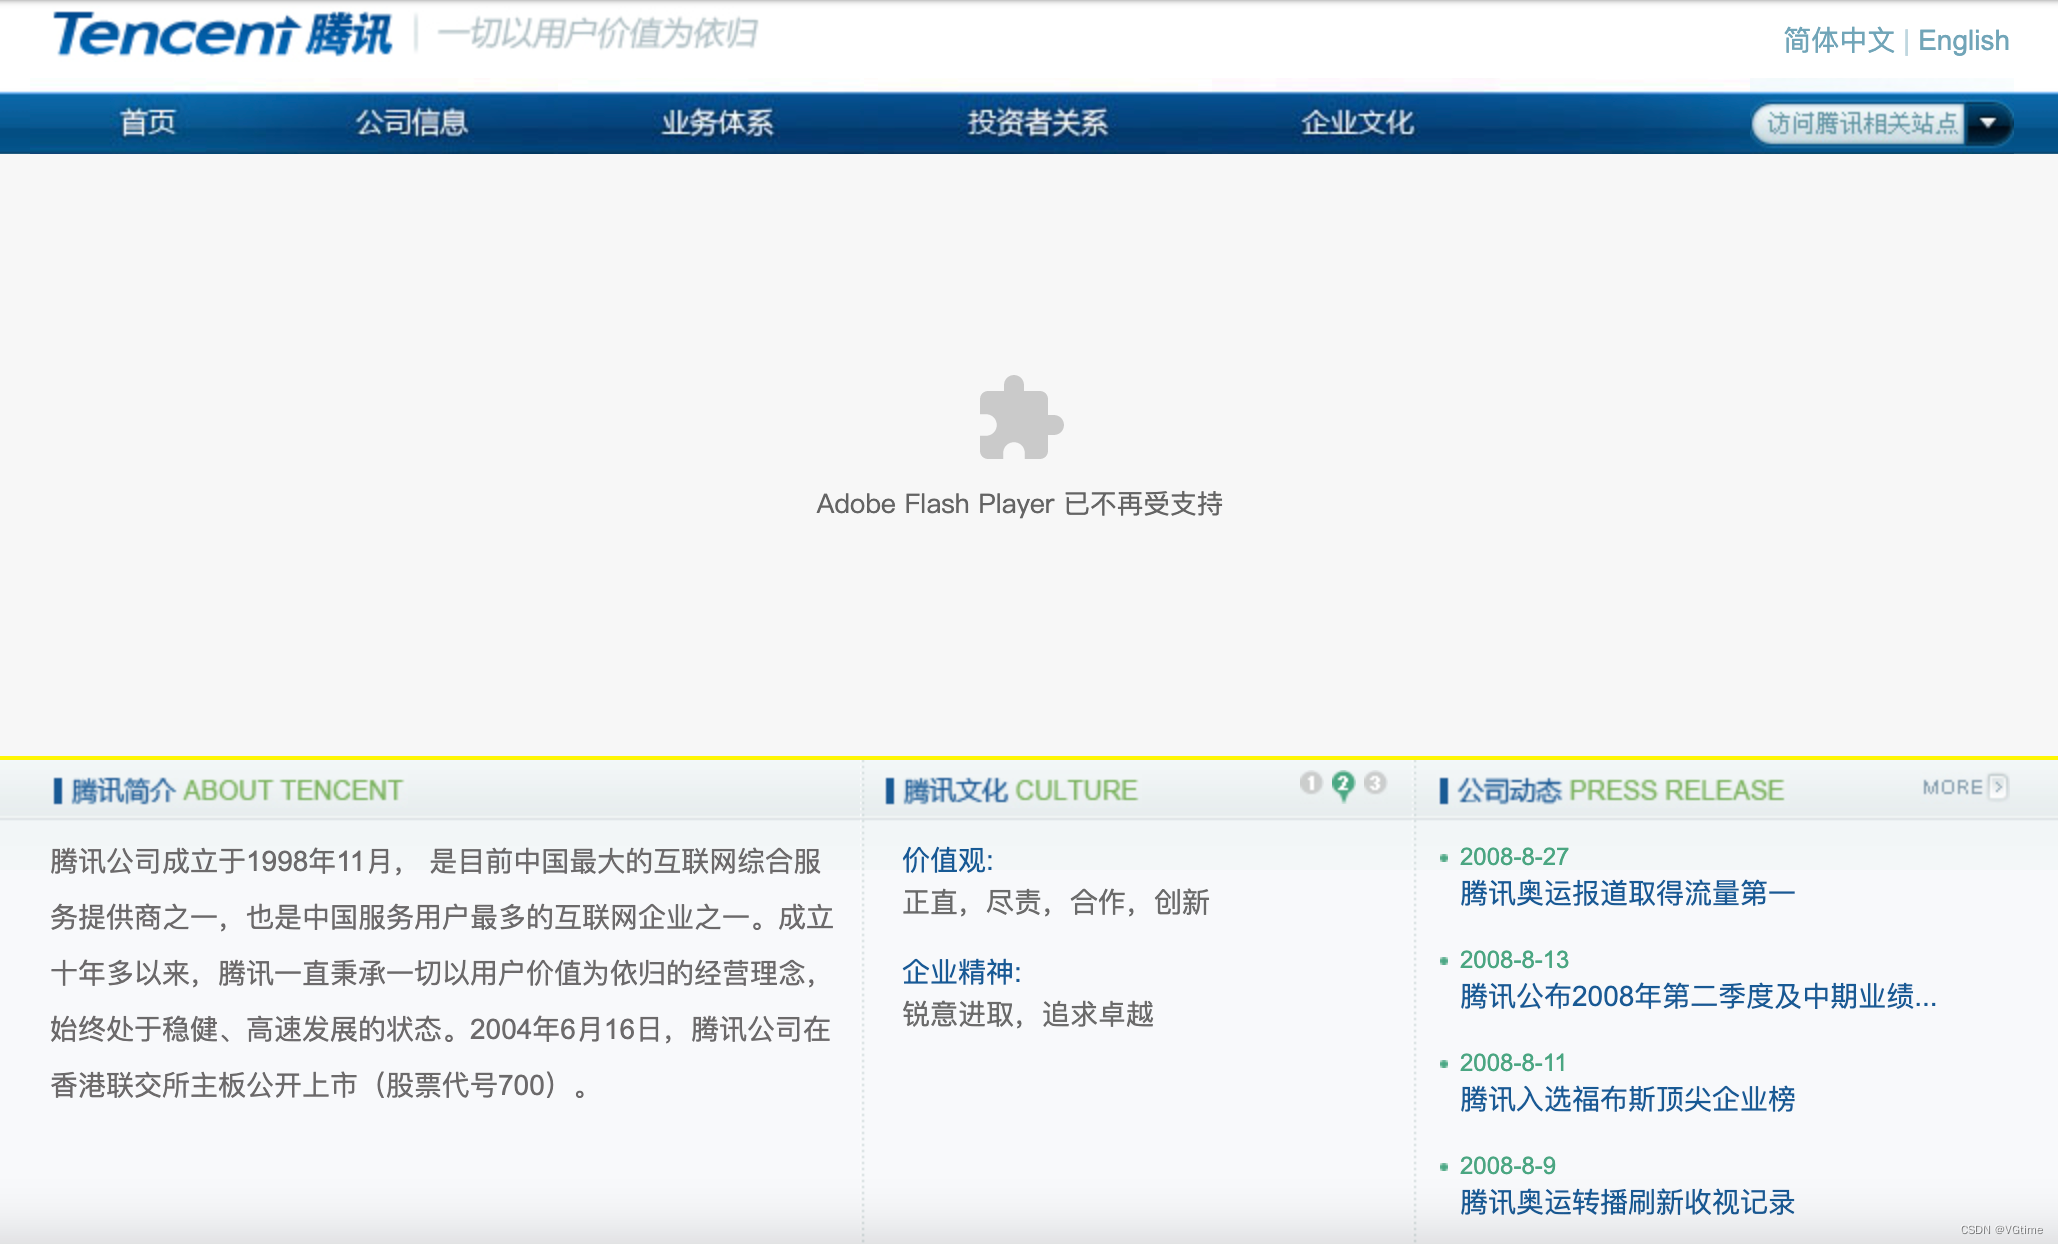 Tencent 腾讯 | 一切以用户价值为依归
简体中文 | English
首页 公司信息 业务体系 投资者关系 企业文化 访问腾讯相关站点
Adobe Flash Player 已不再受支持
腾讯简介 ABOUT TENCENT
腾讯公司成立于1998年11月， 是目前中国最大的互联网综合服
务提供商之一，也是中国服务用户最多的互联网企业之一。成立
十年多以来，腾讯一直秉承一切以用户价值为依归的经营理念，
始终处于稳健、高速发展的状态。2004年6月16日，腾讯公司在
香港联交所主板公开上市（股票代号700）。
腾讯文化 CULTURE 1 2 3
价值观:
正直，尽责，合作，创新
企业精神:
锐意进取，追求卓越
公司动态 PRESS RELEASE MORE
2008-8-27
腾讯奥运报道取得流量第一
2008-8-13
腾讯公布2008年第二季度及中期业绩...
2008-8-11
腾讯入选福布斯顶尖企业榜
2008-8-9
腾讯奥运转播刷新收视记录
CSDN @VGtime